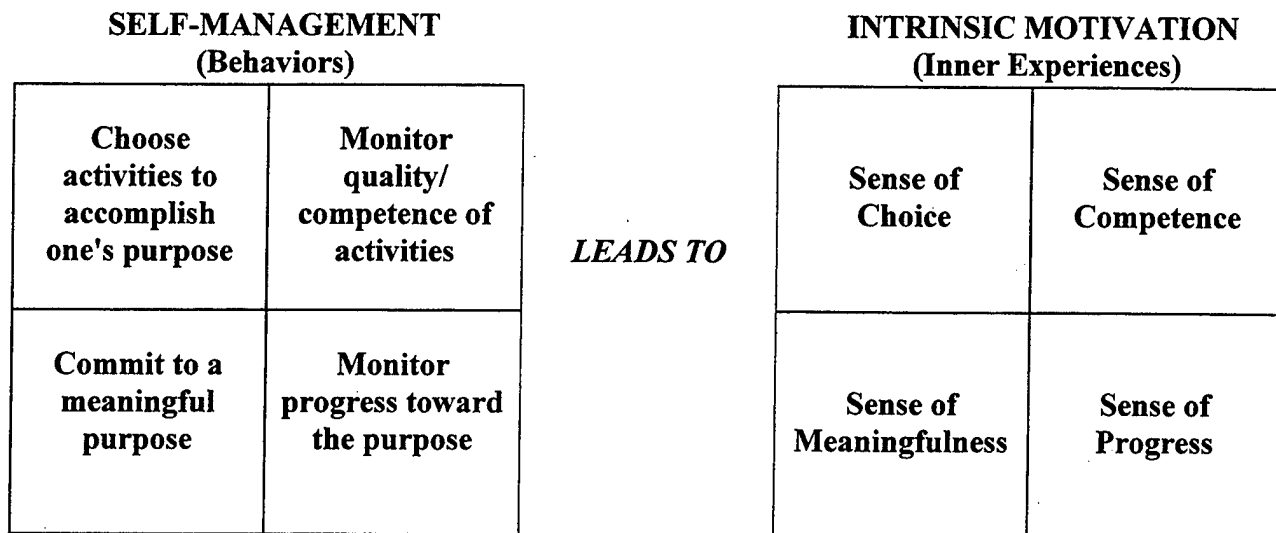 SELF-MANAGEMENT
(Behaviors)
Choose
activities to
accomplish
one's purpose
Monitor
quality/
competence of
activities
Commit to a
meaningful
purpose
Monitor
progress toward
the purpose
LEADS TO
INTRINSIC MOTIVATION
(Inner Experiences)
Sense of
Choice
Sense of
Competence
Sense of
Meaningfulness
Sense of
Progress